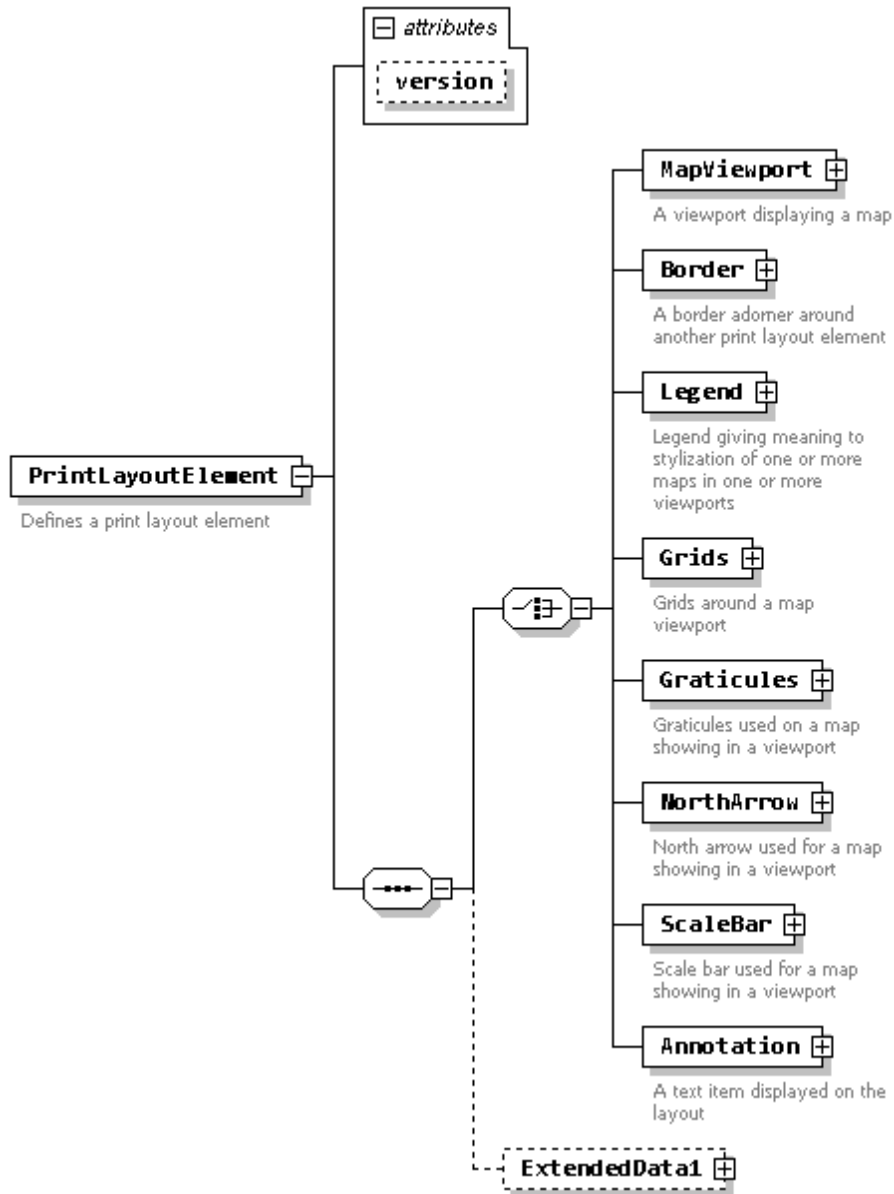 attributes
version
MapViewport
A viewport displaying a map
Border
A border adorner around
another print layout element
Legend
Legend giving meaning to
stylization of one or more
maps in one or more
viewports
PrintLayoutElement
Defines a print layout element
Grids
Grids around a map
viewport
Graticules
Graticules used on a map
showing in a viewport
NorthArrow
North arrow used for a map
showing in a viewport
ScaleBar
Scale bar used for a map
showing in a viewport
Annotation
A text item displayed on the
layout
ExtendedData1